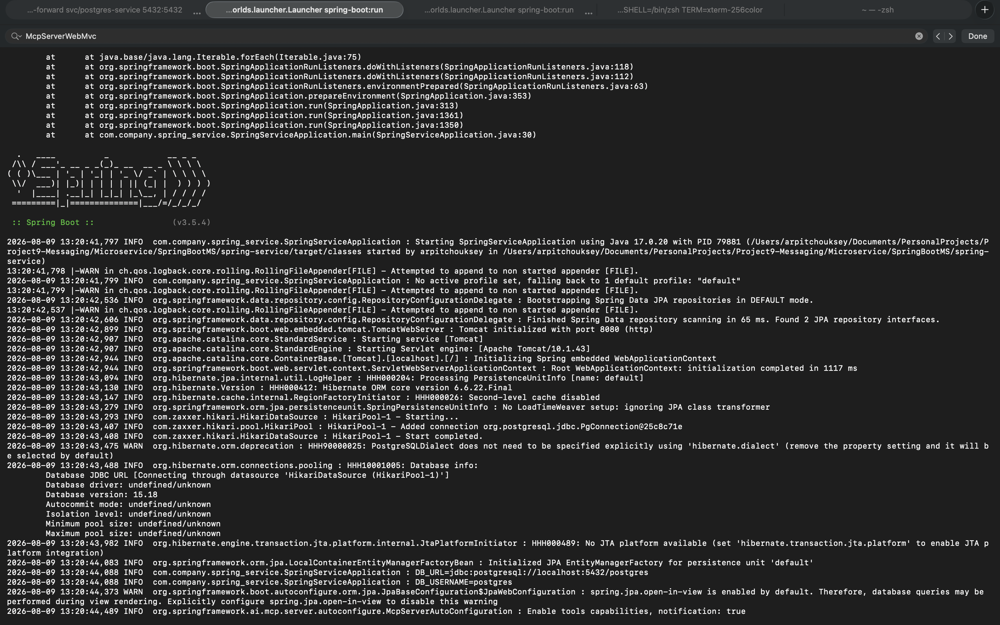 ...-forward svc/postgres-service 5432:5432 ...
...orlds.launcher.Launcher spring-boot:run
...orlds.launcher.Launcher spring-boot:run ...
...SHELL=/bin/zsh TERM=xterm-256color
~ — -zsh
+
McpServerWebMvc
Done
at      at java.base/java.lang.Iterable.forEach(Iterable.java:75)
at      at org.springframework.boot.SpringApplicationRunListeners.doWithListeners(SpringApplicationRunListeners.java:118)
at      at org.springframework.boot.SpringApplicationRunListeners.doWithListeners(SpringApplicationRunListeners.java:112)
at      at org.springframework.boot.SpringApplicationRunListeners.environmentPrepared(SpringApplicationRunListeners.java:63)
at      at org.springframework.boot.SpringApplication.prepareEnvironment(SpringApplication.java:353)
at      at org.springframework.boot.SpringApplication.run(SpringApplication.java:313)
at      at org.springframework.boot.SpringApplication.run(SpringApplication.java:1361)
at      at org.springframework.boot.SpringApplication.run(SpringApplication.java:1350)
at      at com.company.spring_service.SpringServiceApplication.main(SpringServiceApplication.java:30)
  .   ____          _            __ _ _
 /\\ / ___'_ __ _ _(_)_ __  __ _ \ \ \ \
( ( )\___ | '_ | '_| | '_ \/ _` | \ \ \ \
 \\/  ___)| |_)| | | | | || (_| |  ) ) ) )
  '  |____| .__|_| |_|_| |_\__, | / / / /
 =========|_|==============|___/=/_/_/_/
:: Spring Boot ::                (v3.5.4)
2026-08-09 13:20:41,797 INFO  com.company.spring_service.SpringServiceApplication : Starting SpringServiceApplication using Java 17.0.20 with PID 79881 (/Users/arpitchouksey/Documents/PersonalProjects/P
roject9-Messaging/Microservice/SpringBootMS/spring-service/target/classes started by arpitchouksey in /Users/arpitchouksey/Documents/PersonalProjects/Project9-Messaging/Microservice/SpringBootMS/spring-
service)
13:20:41,798 |-WARN in ch.qos.logback.core.rolling.RollingFileAppender[FILE] - Attempted to append to non started appender [FILE].
2026-08-09 13:20:41,799 INFO  com.company.spring_service.SpringServiceApplication : No active profile set, falling back to 1 default profile: "default"
13:20:41,799 |-WARN in ch.qos.logback.core.rolling.RollingFileAppender[FILE] - Attempted to append to non started appender [FILE].
2026-08-09 13:20:42,536 INFO  org.springframework.data.repository.config.RepositoryConfigurationDelegate : Bootstrapping Spring Data JPA repositories in DEFAULT mode.
13:20:42,537 |-WARN in ch.qos.logback.core.rolling.RollingFileAppender[FILE] - Attempted to append to non started appender [FILE].
2026-08-09 13:20:42,606 INFO  org.springframework.data.repository.config.RepositoryConfigurationDelegate : Finished Spring Data repository scanning in 65 ms. Found 2 JPA repository interfaces.
2026-08-09 13:20:42,899 INFO  org.springframework.boot.web.embedded.tomcat.TomcatWebServer : Tomcat initialized with port 8080 (http)
2026-08-09 13:20:42,907 INFO  org.apache.catalina.core.StandardService : Starting service [Tomcat]
2026-08-09 13:20:42,907 INFO  org.apache.catalina.core.StandardEngine : Starting Servlet engine: [Apache Tomcat/10.1.43]
2026-08-09 13:20:42,944 INFO  org.apache.catalina.core.ContainerBase.[Tomcat].[localhost].[/] : Initializing Spring embedded WebApplicationContext
2026-08-09 13:20:42,944 INFO  org.springframework.boot.web.servlet.context.ServletWebServerApplicationContext : Root WebApplicationContext: initialization completed in 1117 ms
2026-08-09 13:20:43,094 INFO  org.hibernate.jpa.internal.util.LogHelper : HHH000204: Processing PersistenceUnitInfo [name: default]
2026-08-09 13:20:43,130 INFO  org.hibernate.Version : HHH000412: Hibernate ORM core version 6.6.22.Final
2026-08-09 13:20:43,147 INFO  org.hibernate.cache.internal.RegionFactoryInitiator : HHH000026: Second-level cache disabled
2026-08-09 13:20:43,279 INFO  org.springframework.orm.jpa.persistenceunit.SpringPersistenceUnitInfo : No LoadTimeWeaver setup: ignoring JPA class transformer
2026-08-09 13:20:43,293 INFO  com.zaxxer.hikari.HikariDataSource : HikariPool-1 - Starting...
2026-08-09 13:20:43,407 INFO  com.zaxxer.hikari.pool.HikariPool : HikariPool-1 - Added connection org.postgresql.jdbc.PgConnection@25c8c71e
2026-08-09 13:20:43,408 INFO  com.zaxxer.hikari.HikariDataSource : HikariPool-1 - Start completed.
2026-08-09 13:20:43,475 WARN  org.hibernate.orm.deprecation : HHH90000025: PostgreSQLDialect does not need to be specified explicitly using 'hibernate.dialect' (remove the property setting and it will b
e selected by default)
2026-08-09 13:20:43,488 INFO  org.hibernate.orm.connections.pooling : HHH10001005: Database info:
Database JDBC URL [Connecting through datasource 'HikariDataSource (HikariPool-1)']
Database driver: undefined/unknown
Database version: 15.18
Autocommit mode: undefined/unknown
Isolation level: undefined/unknown
Minimum pool size: undefined/unknown
Maximum pool size: undefined/unknown
2026-08-09 13:20:43,982 INFO  org.hibernate.engine.transaction.jta.platform.internal.JtaPlatformInitiator : HHH000489: No JTA platform available (set 'hibernate.transaction.jta.platform' to enable JTA p
latform integration)
2026-08-09 13:20:44,083 INFO  org.springframework.orm.jpa.LocalContainerEntityManagerFactoryBean : Initialized JPA EntityManagerFactory for persistence unit 'default'
2026-08-09 13:20:44,088 INFO  com.company.spring_service.SpringServiceApplication : DB_URL=jdbc:postgresql://localhost:5432/postgres
2026-08-09 13:20:44,088 INFO  com.company.spring_service.SpringServiceApplication : DB_USERNAME=postgres
2026-08-09 13:20:44,373 WARN  org.springframework.boot.autoconfigure.orm.jpa.JpaBaseConfiguration$JpaWebConfiguration : spring.jpa.open-in-view is enabled by default. Therefore, database queries may be
performed during view rendering. Explicitly configure spring.jpa.open-in-view to disable this warning
2026-08-09 13:20:44,489 INFO  org.springframework.ai.mcp.server.autoconfigure.McpServerAutoConfiguration : Enable tools capabilities, notification: true